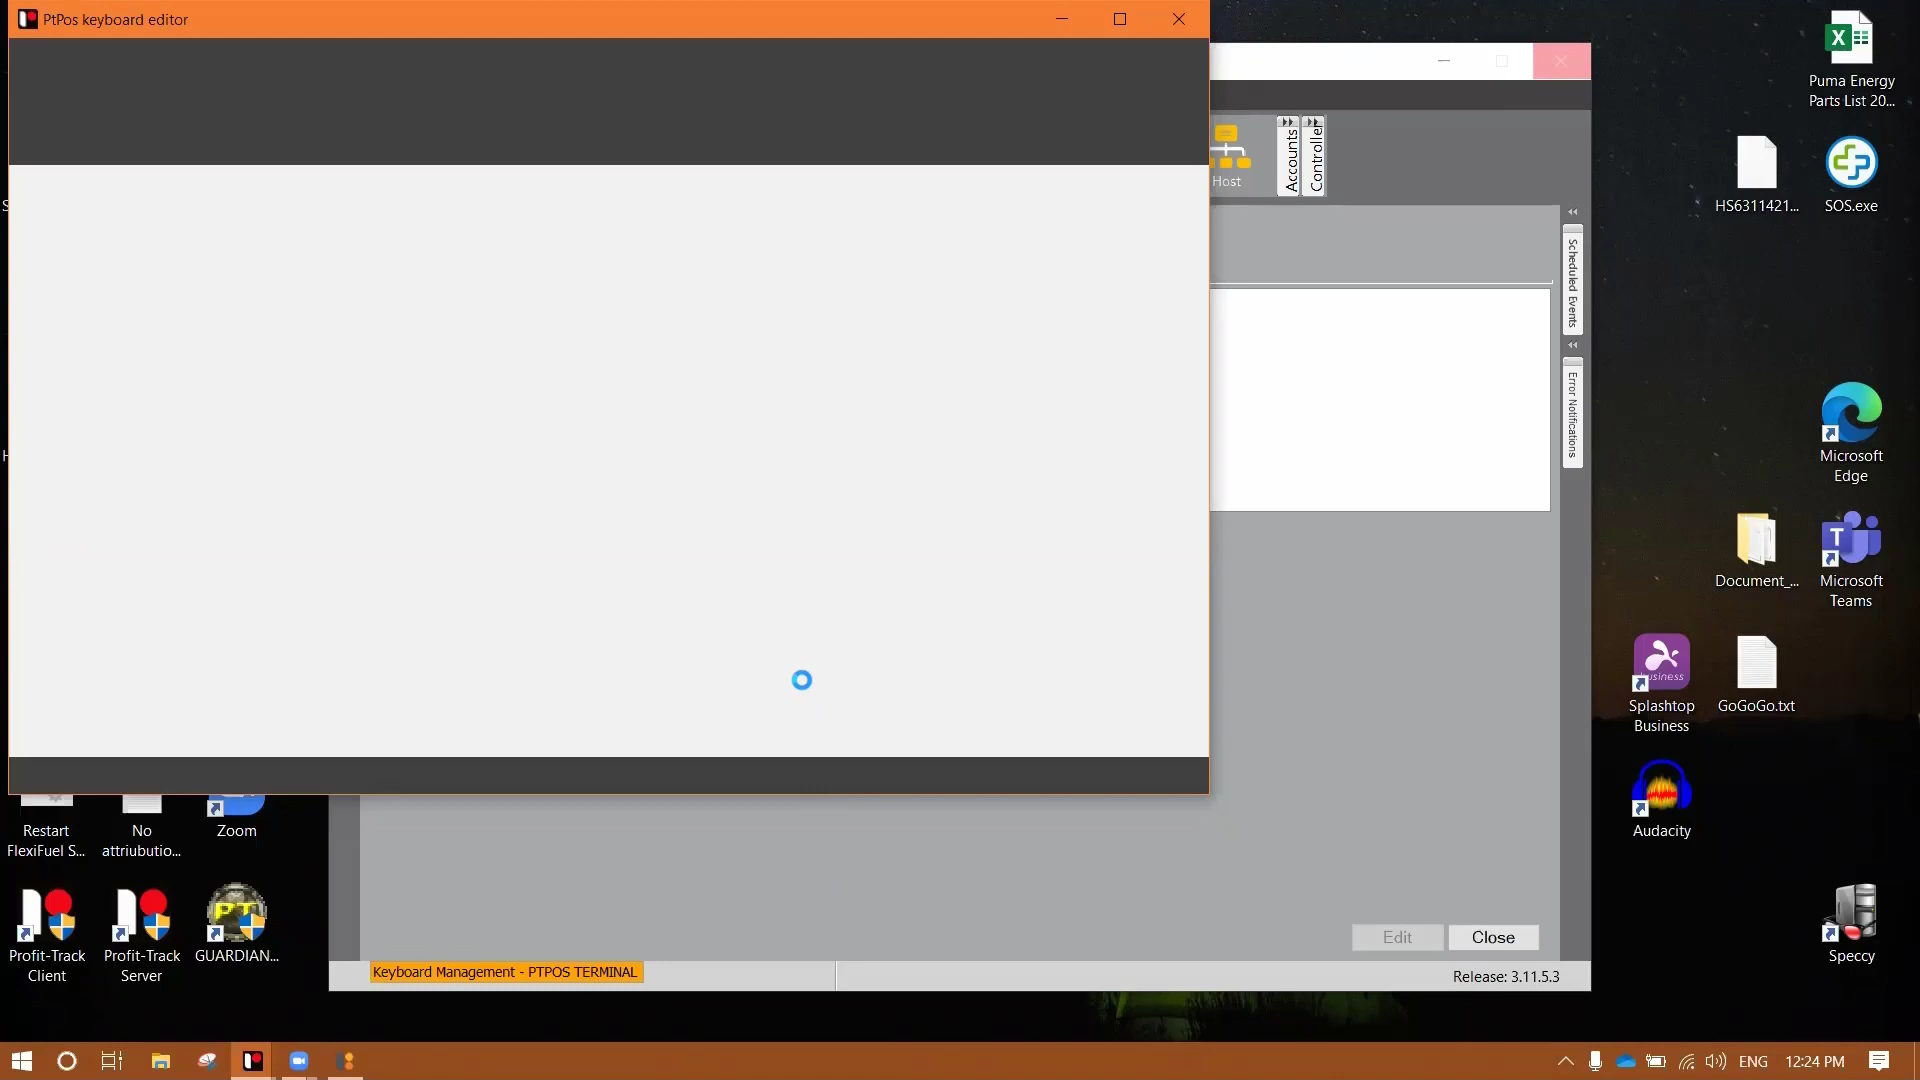 PtPos keyboard editor
Host
Accounts
Controller
Scheduled Events
Error Notifications
Edit
Close
Keyboard Management - PTPOS TERMINAL
Release: 3.11.5.3
Puma Energy
Parts List 20...
HS6311421...
SOS.exe
Microsoft
Edge
Document_...
Microsoft
Teams
business
Splashtop
Business
GoGoGo.txt
Audacity
Speccy
Restart
FlexiFuel S...
No
attriubutio...
Zoom
Profit-Track
Client
Profit-Track
Server
PT
GUARDIAN...
ENG
12:24 PM